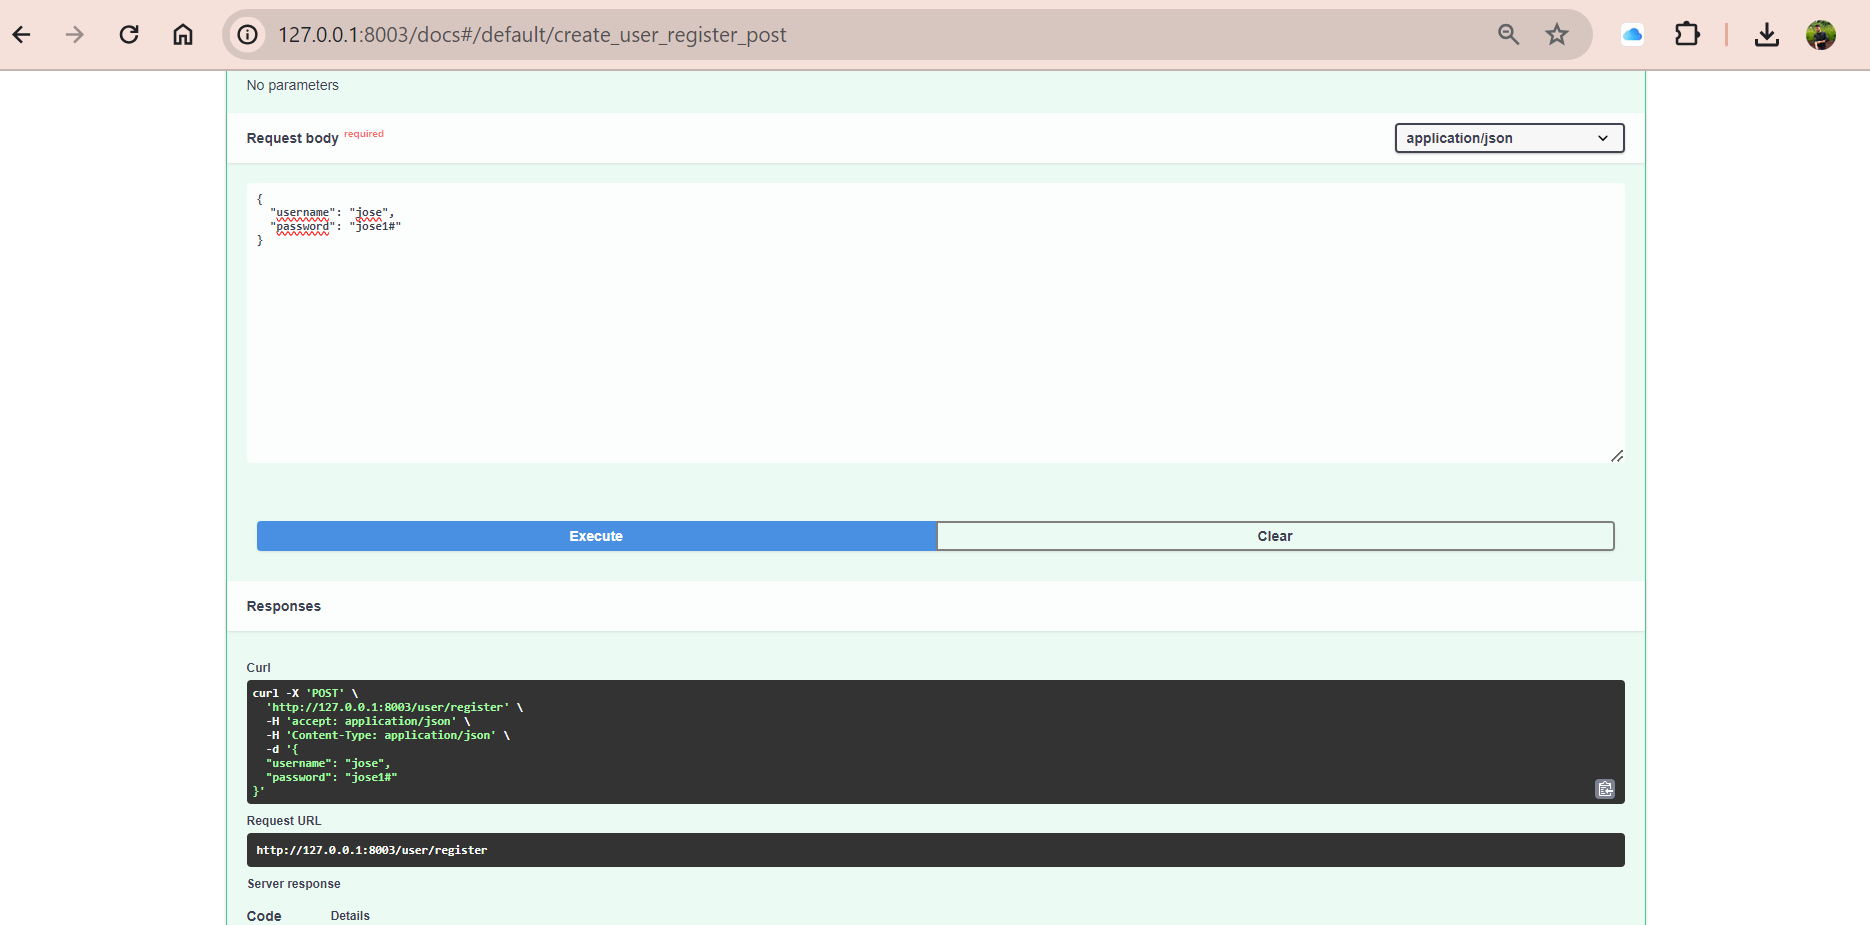 127.0.0.1:8003/docs#/default/create_user_register_post
No parameters
Request body required
application/json
{
  "username": "jose",
  "password": "jose1#"
}
Execute
Clear
Responses
Curl
curl -X 'POST' \
  'http://127.0.0.1:8003/user/register' \
  -H 'accept: application/json' \
  -H 'Content-Type: application/json' \
  -d '{
  "username": "jose",
  "password": "jose1#"
}'
Request URL
http://127.0.0.1:8003/user/register
Server response
Code Details